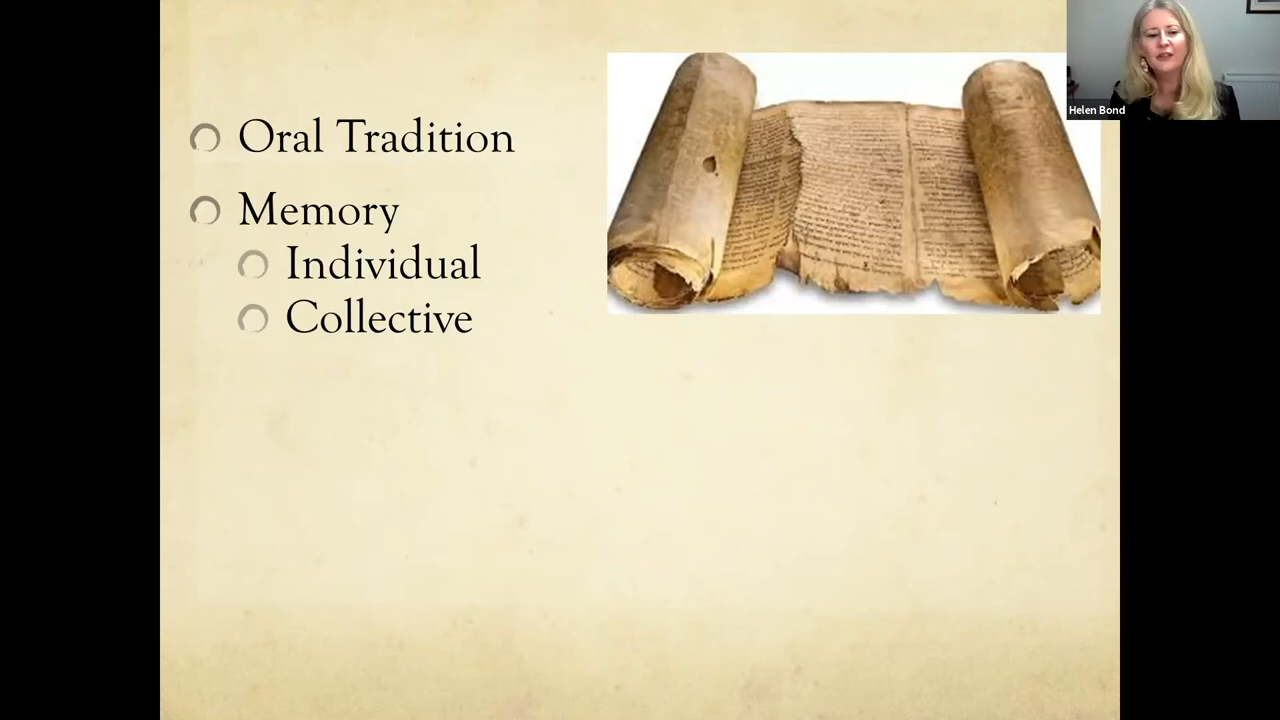 Oral Tradition
Memory
Individual
Collective
Helen Bond